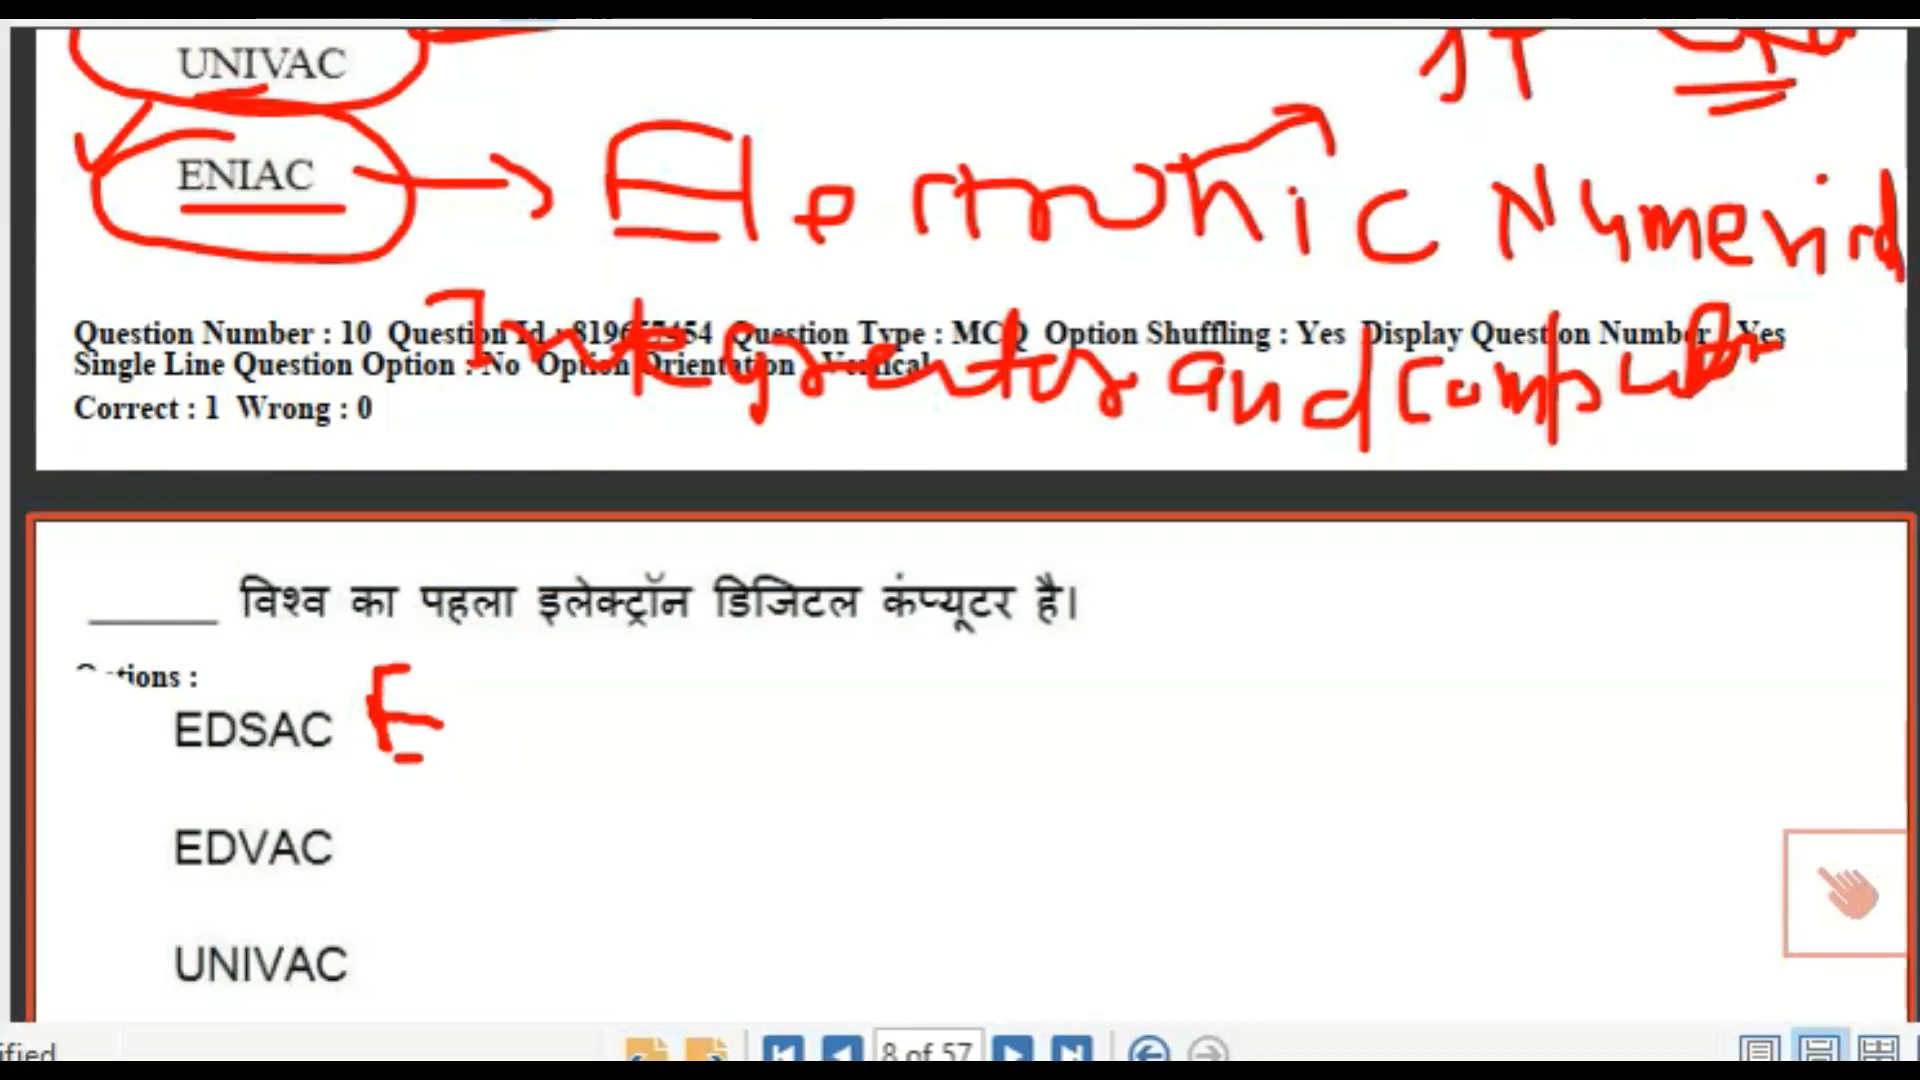 UNIVAC
ENIAC
Electronic Numerical
Integrator and Computer
Question Number : 10 Question Id : 819 454 Question Type : MCQ Option Shuffling : Yes Display Question Number : Yes
Single Line Question Option : No Option Orientation : Vertical
Correct : 1 Wrong : 0
_____ विश्व का पहला इलेक्ट्रॉन डिजिटल कंप्यूटर है।
EDSAC E
EDVAC
UNIVAC
8 of 57